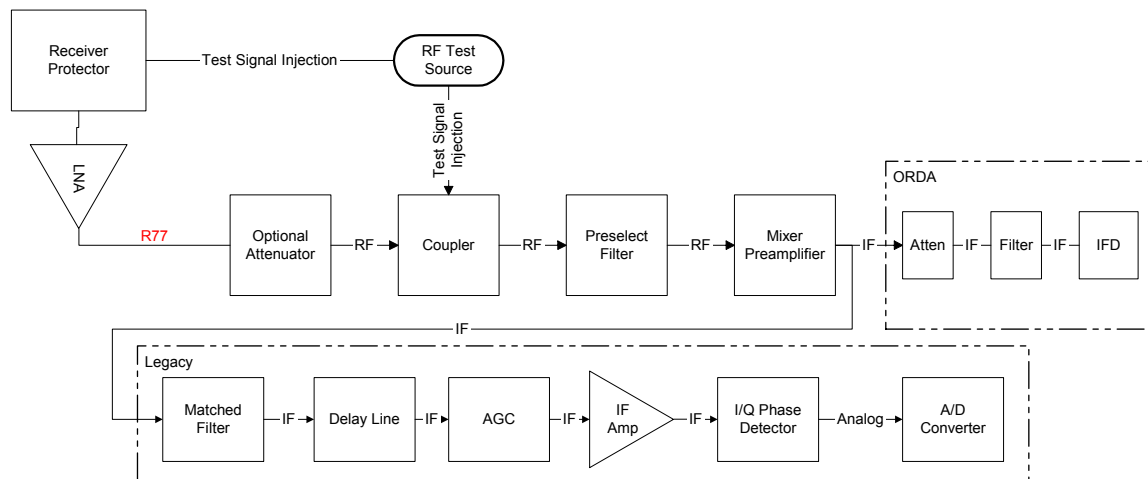 Receiver
Protector
Test Signal Injection
RF Test
Source
Test Signal
Injection
LNA
R77
Optional
Attenuator
RF
Coupler
RF
Preselect
Filter
RF
Mixer
Preamplifier
IF
ORDA
Atten
IF
Filter
IF
IFD
IF
Legacy
Matched
Filter
IF
Delay Line
IF
AGC
IF
IF
Amp
IF
I/Q Phase
Detector
Analog
A/D
Converter